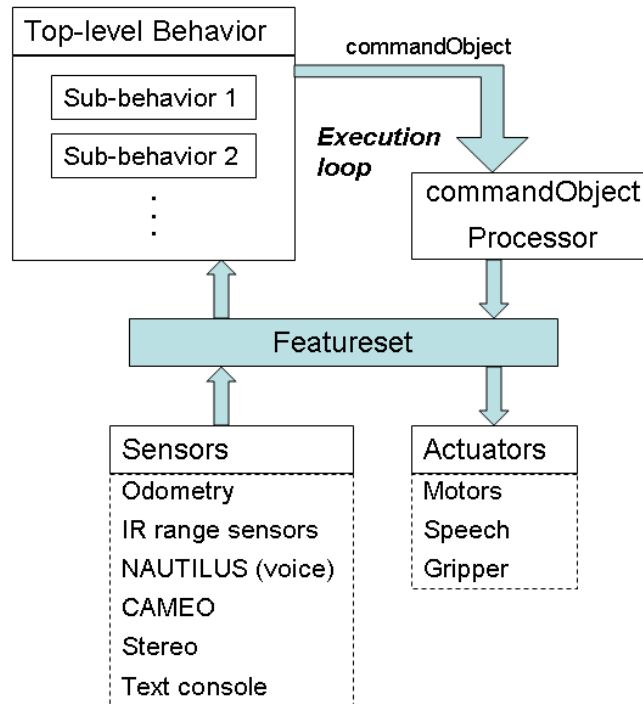 Top-level Behavior
Sub-behavior 1
Sub-behavior 2
commandObject
Execution
loop
commandObject
Processor
Featureset
Sensors
Odometry
IR range sensors
NAUTILUS (voice)
CAMEO
Stereo
Text console
Actuators
Motors
Speech
Gripper